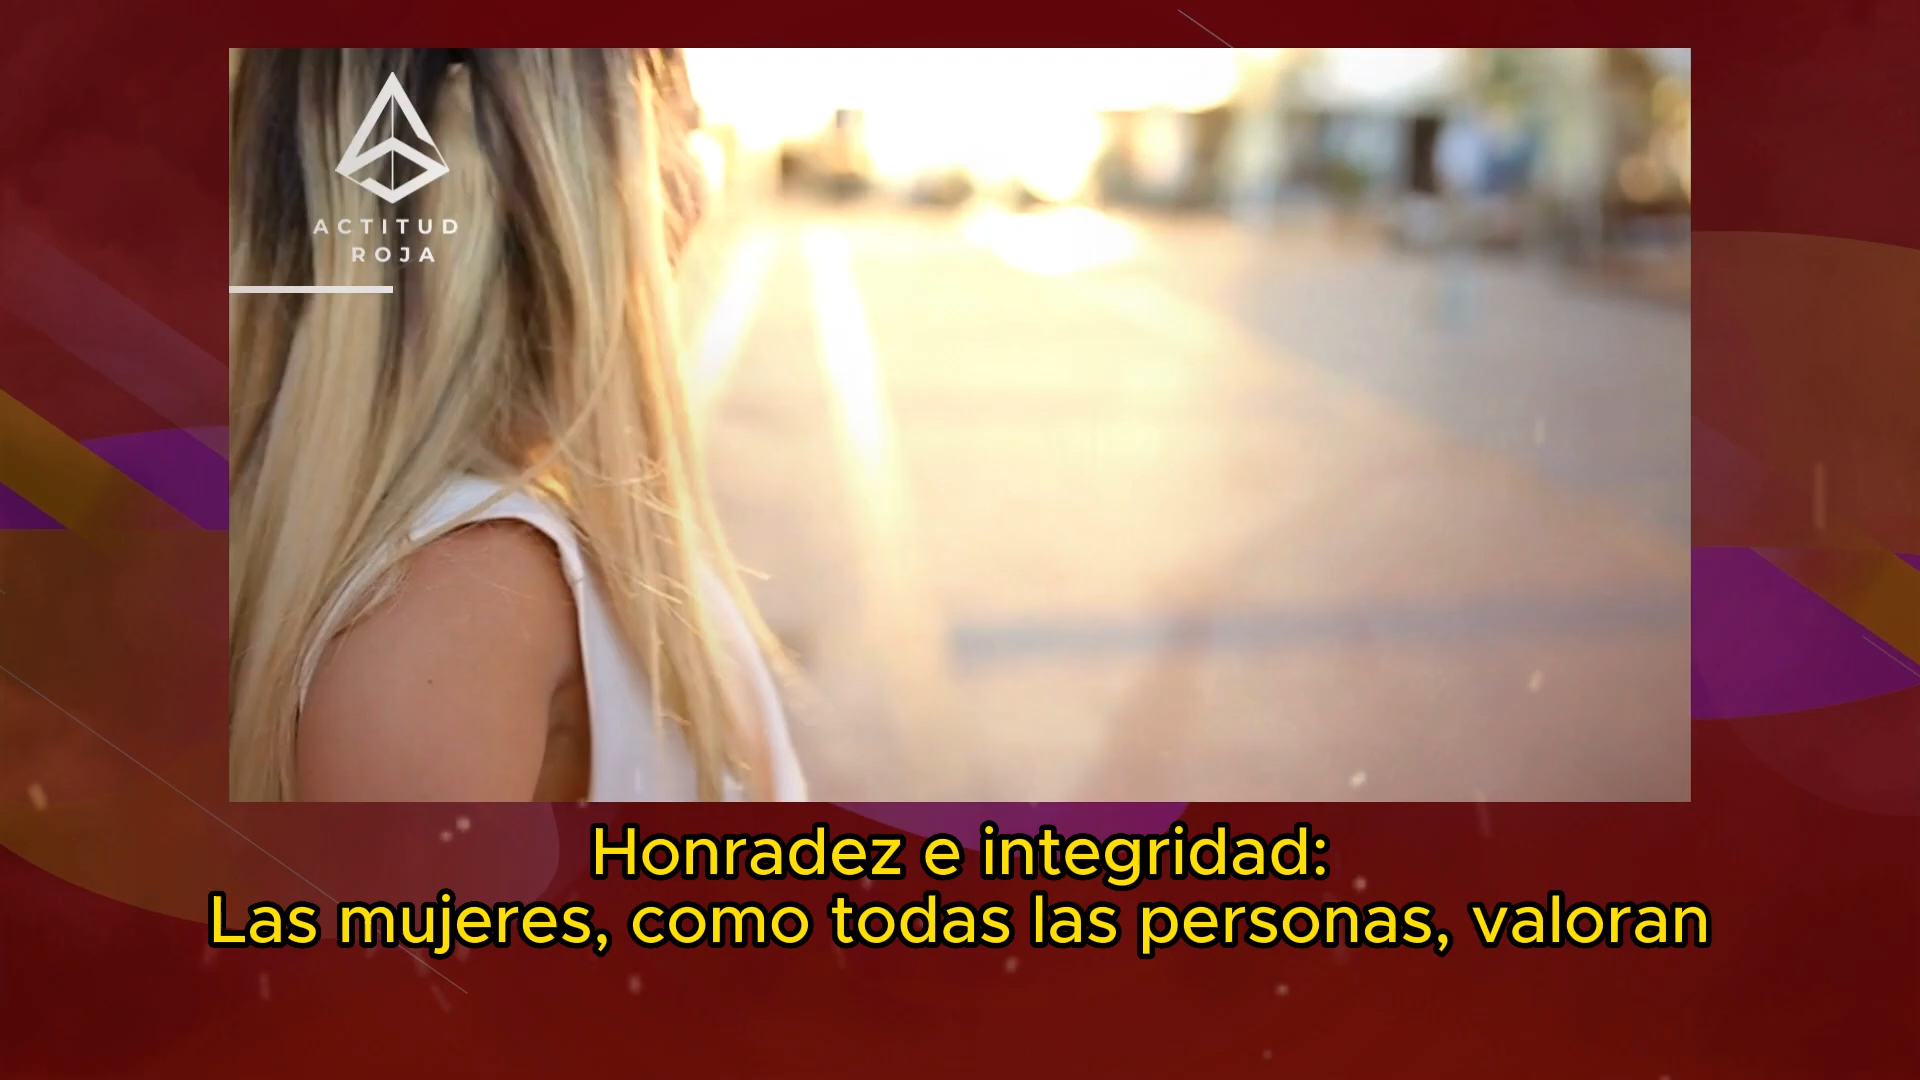 ACTITUD
ROJA
Honradez e integridad:
Las mujeres, como todas las personas, valoran